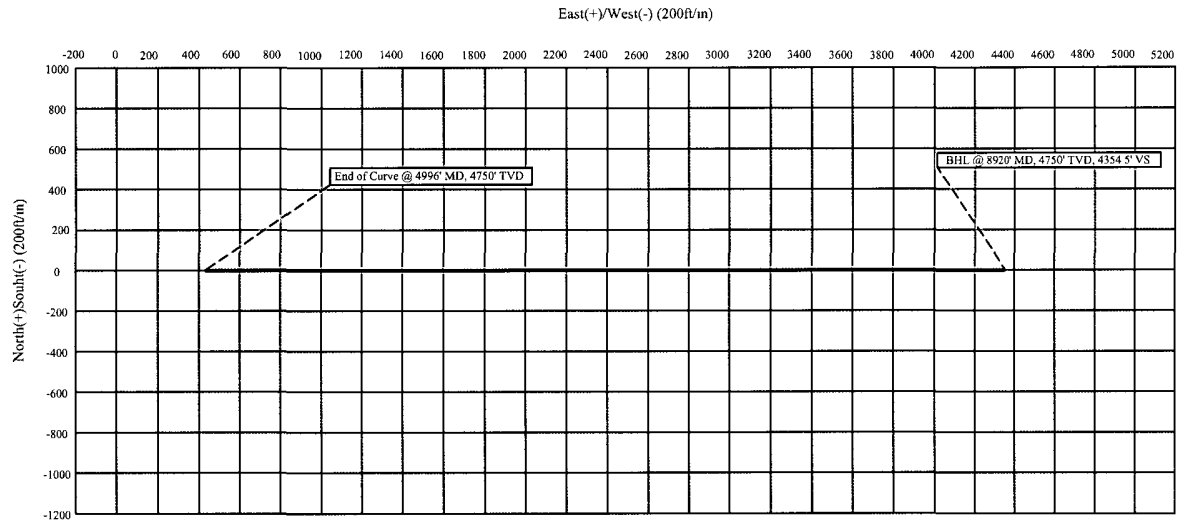 East(+)/West(-) (200ft/in)
-200 0 200 400 600 800 1000 1200 1400 1600 1800 2000 2200 2400 2600 2800 3000 3200 3400 3600 3800 4000 4200 4400 4600 4800 5000 5200
1000
800
600
BHL @ 8920' MD, 4750' TVD, 4354 5' VS
End of Curve @ 4996' MD, 4750' TVD
400
200
North(+)Souht(-) (200ft/in)
0
-200
-400
-600
-800
-1000
-1200